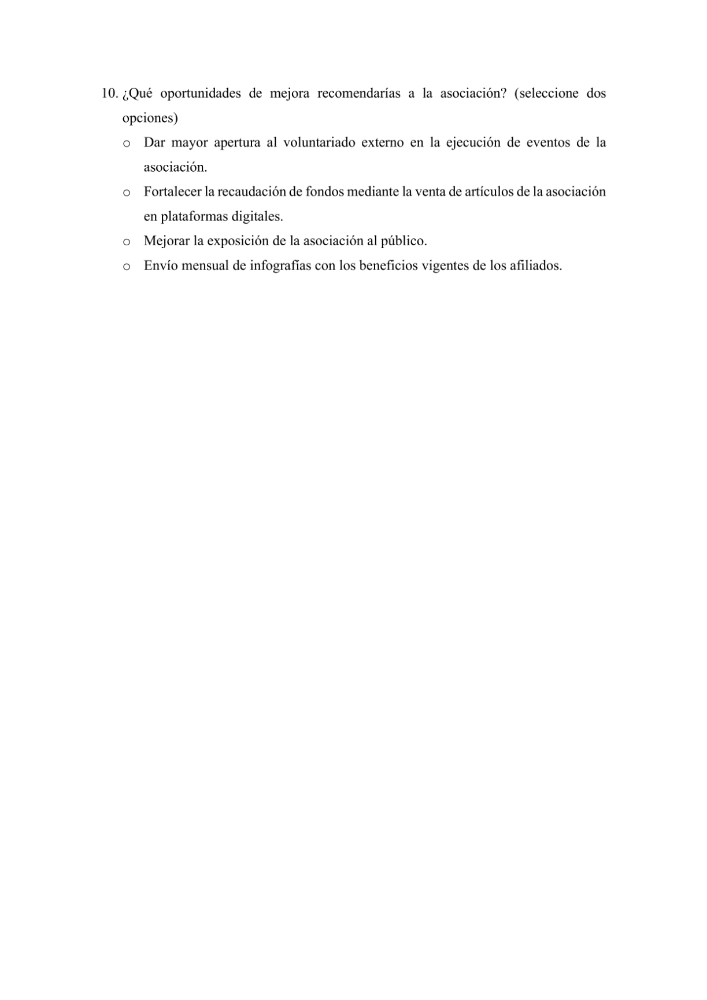 10. ¿Qué oportunidades de mejora recomendarías a la asociación? (seleccione dos
opciones)
o Dar mayor apertura al voluntariado externo en la ejecución de eventos de la
asociación.
o Fortalecer la recaudación de fondos mediante la venta de artículos de la asociación
en plataformas digitales.
o Mejorar la exposición de la asociación al público.
o Envío mensual de infografías con los beneficios vigentes de los afiliados.